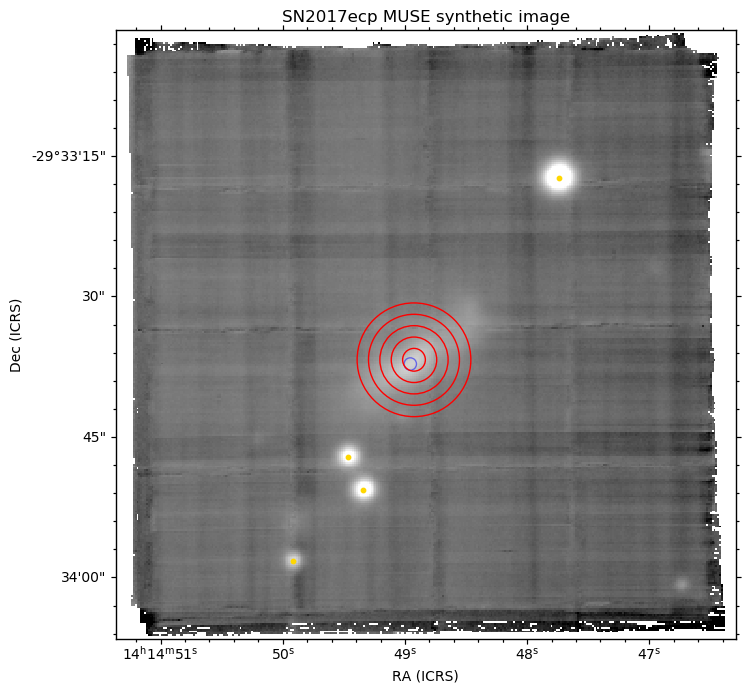 SN2017ecp MUSE synthetic image
-29°33'15"
30"
45"
34'00"
Dec (ICRS)
14ʰ14ᵐ51ˢ
50ˢ
49ˢ
48ˢ
47ˢ
RA (ICRS)